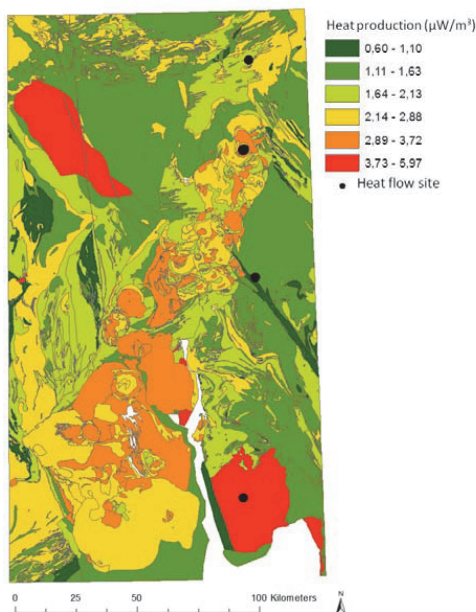 Heat production (µW/m³)
0,60 - 1,10
1,11 - 1,63
1,64 - 2,13
2,14 - 2,88
2,89 - 3,72
3,73 - 5,97
Heat flow site
0 25 50 100 Kilometers
N